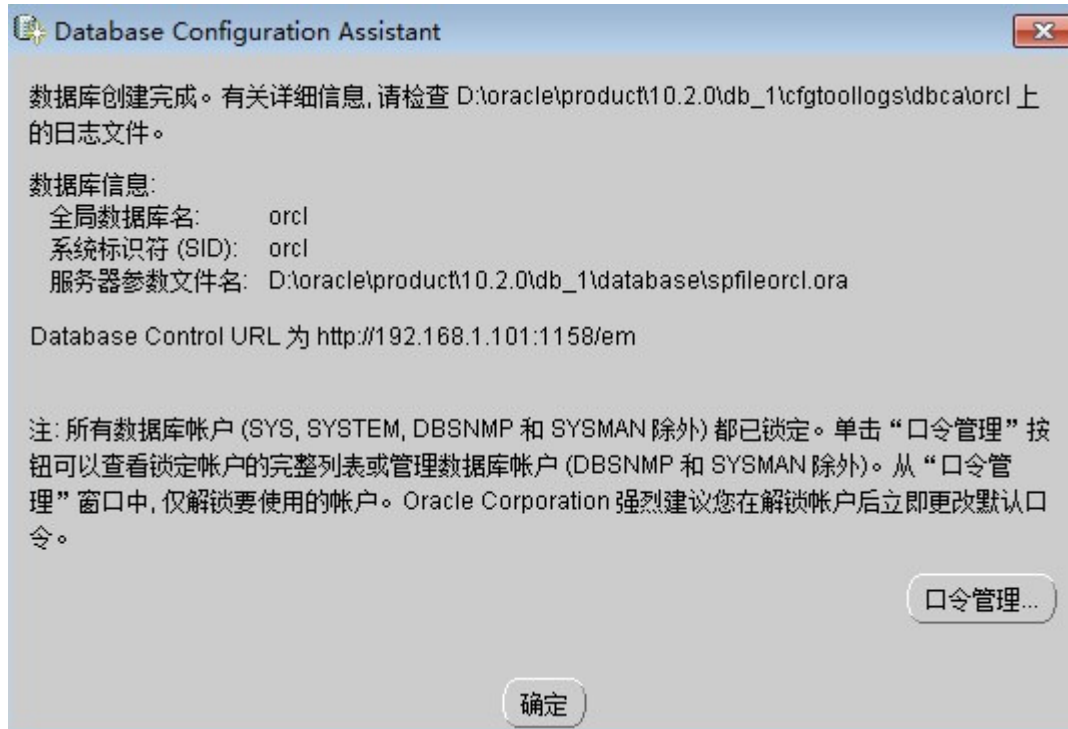 Database Configuration Assistant
数据库创建完成。有关详细信息, 请检查 D:\oracle\product\10.2.0\db_1\cfgtoollogs\dbca\orcl 上
的日志文件。
数据库信息:
全局数据库名: orcl
系统标识符 (SID): orcl
服务器参数文件名: D:\oracle\product\10.2.0\db_1\database\spfileorcl.ora
Database Control URL 为 http://192.168.1.101:1158/em
注: 所有数据库帐户 (SYS, SYSTEM, DBSNMP 和 SYSMAN 除外) 都已锁定。单击“口令管理”按
钮可以查看锁定帐户的完整列表或管理数据库帐户 (DBSNMP 和 SYSMAN 除外)。从“口令管
理”窗口中, 仅解锁要使用的帐户。Oracle Corporation 强烈建议您在解锁帐户后立即更改默认口
令。
口令管理...
确定